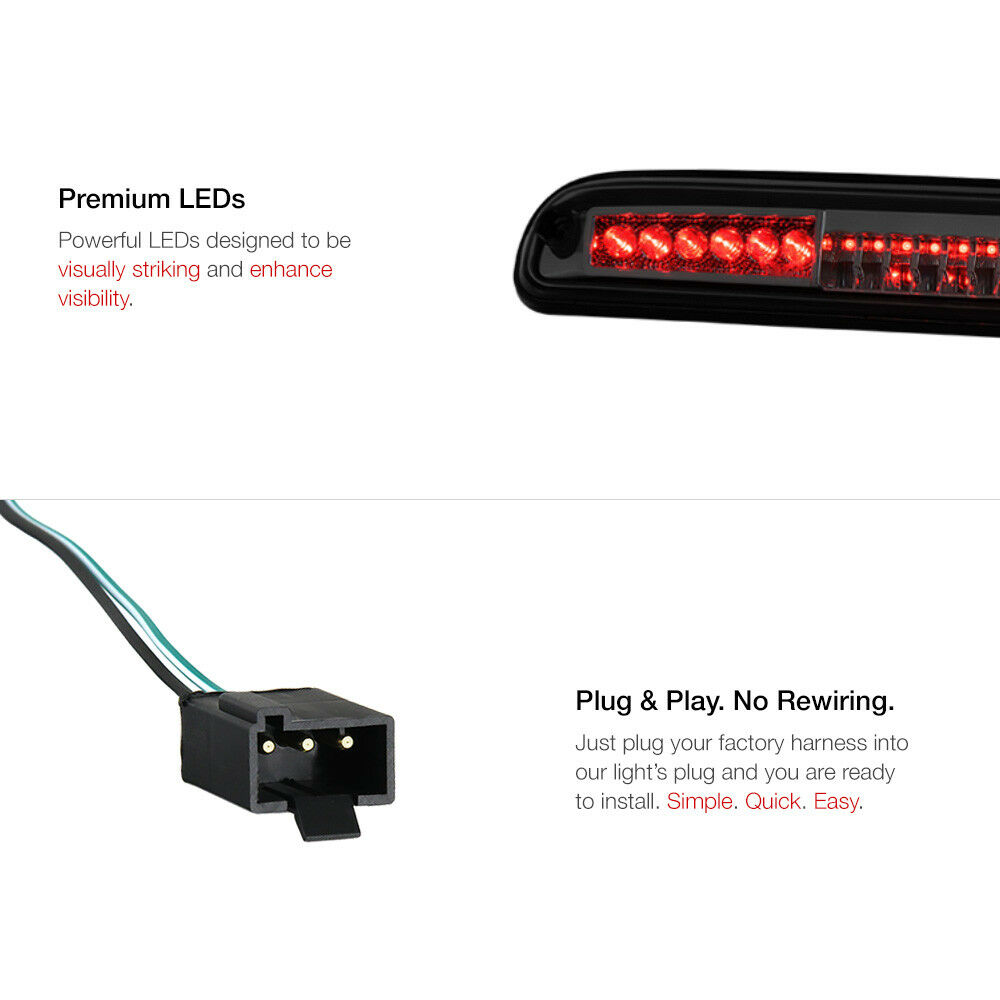 Premium LEDs
Powerful LEDs designed to be
visually striking and enhance
visibility.
Plug & Play. No Rewiring.
Just plug your factory harness into
our light’s plug and you are ready
to install. Simple. Quick. Easy.